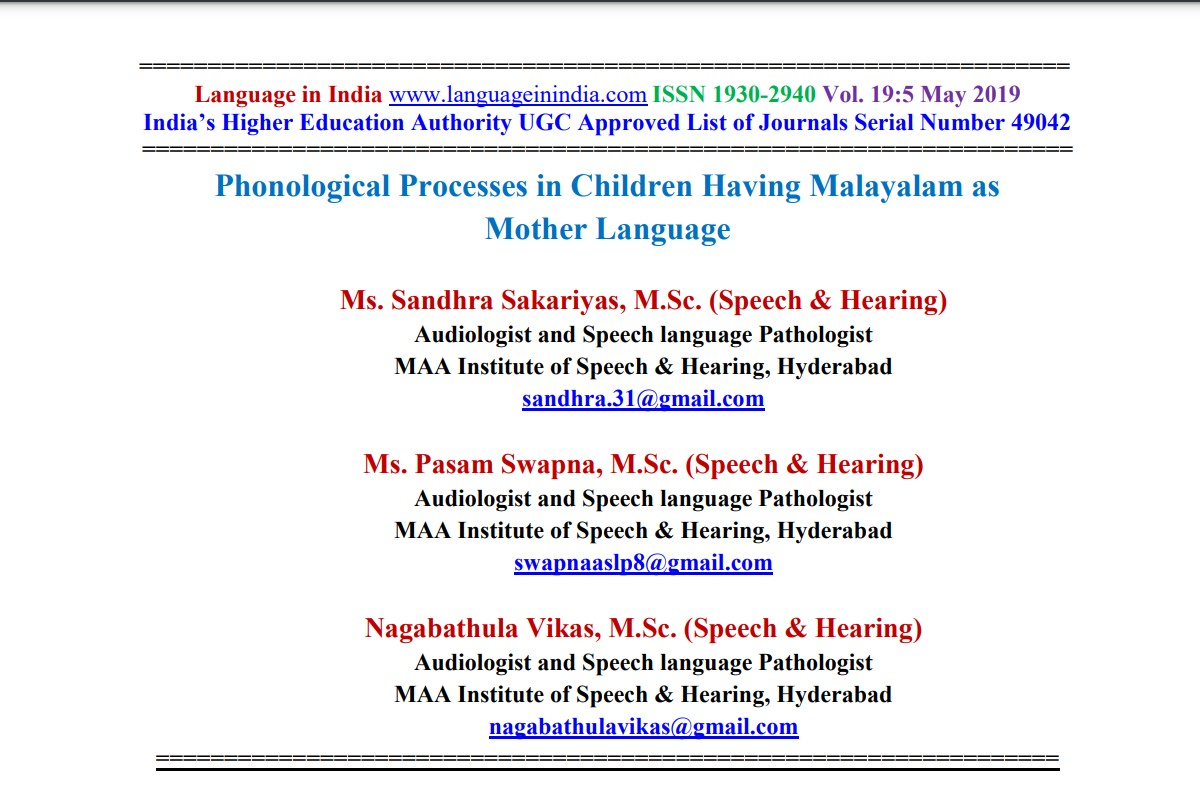 ======================================================================
Language in India www.languageinindia.com ISSN 1930-2940 Vol. 19:5 May 2019
India’s Higher Education Authority UGC Approved List of Journals Serial Number 49042
======================================================================
Phonological Processes in Children Having Malayalam as
Mother Language
Ms. Sandhra Sakariyas, M.Sc. (Speech & Hearing)
Audiologist and Speech language Pathologist
MAA Institute of Speech & Hearing, Hyderabad
sandhra.31@gmail.com
Ms. Pasam Swapna, M.Sc. (Speech & Hearing)
Audiologist and Speech language Pathologist
MAA Institute of Speech & Hearing, Hyderabad
swapnaaslp8@gmail.com
Nagabathula Vikas, M.Sc. (Speech & Hearing)
Audiologist and Speech language Pathologist
MAA Institute of Speech & Hearing, Hyderabad
nagabathulavikas@gmail.com
====================================================================